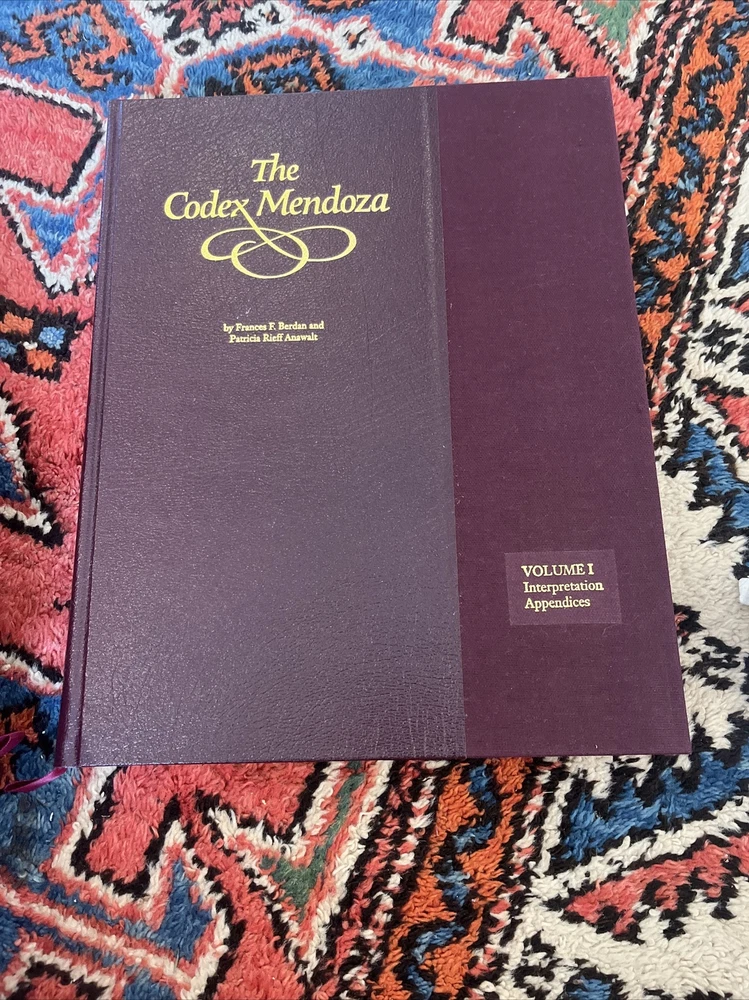 The
Codex Mendoza
by Frances F. Berdan and
Patricia Rieff Anawalt
VOLUME I
Interpretation
Appendices